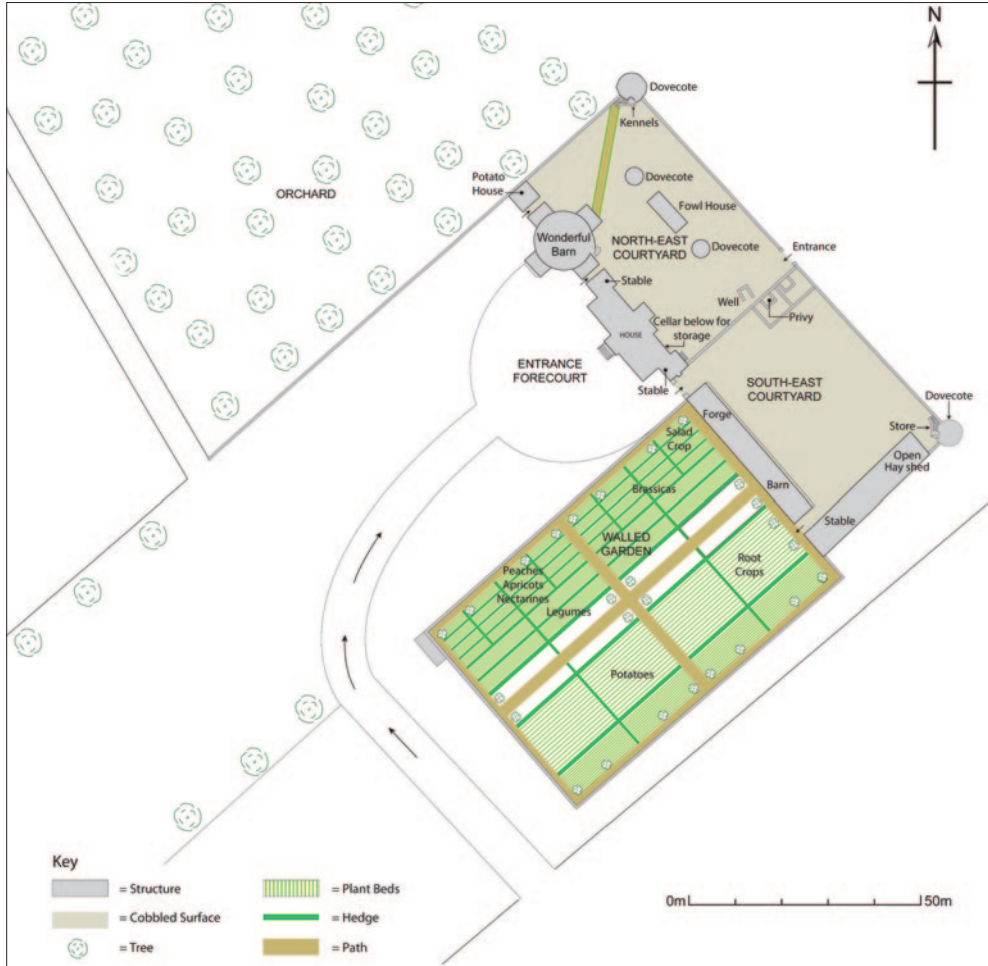 N
Dovecote
Kennels
Potato
House
ORCHARD
Dovecote
Fowl House
Wonderful
Barn
NORTH-EAST
COURTYARD
Dovecote
Entrance
Stable
Well
Privy
Cellar below for
storage
HOUSE
ENTRANCE
FORECOURT
SOUTH-EAST
COURTYARD
Stable
Dovecote
Forge
Store
Salad
Crop
Open
Hay shed
Brassicas
Barn
Stable
WALLED
GARDEN
Root
Crops
Peaches
Apricots
Nectarines
Legumes
Potatoes
Key
= Structure
= Plant Beds
= Cobbled Surface
= Hedge
= Tree
= Path
0m
50m